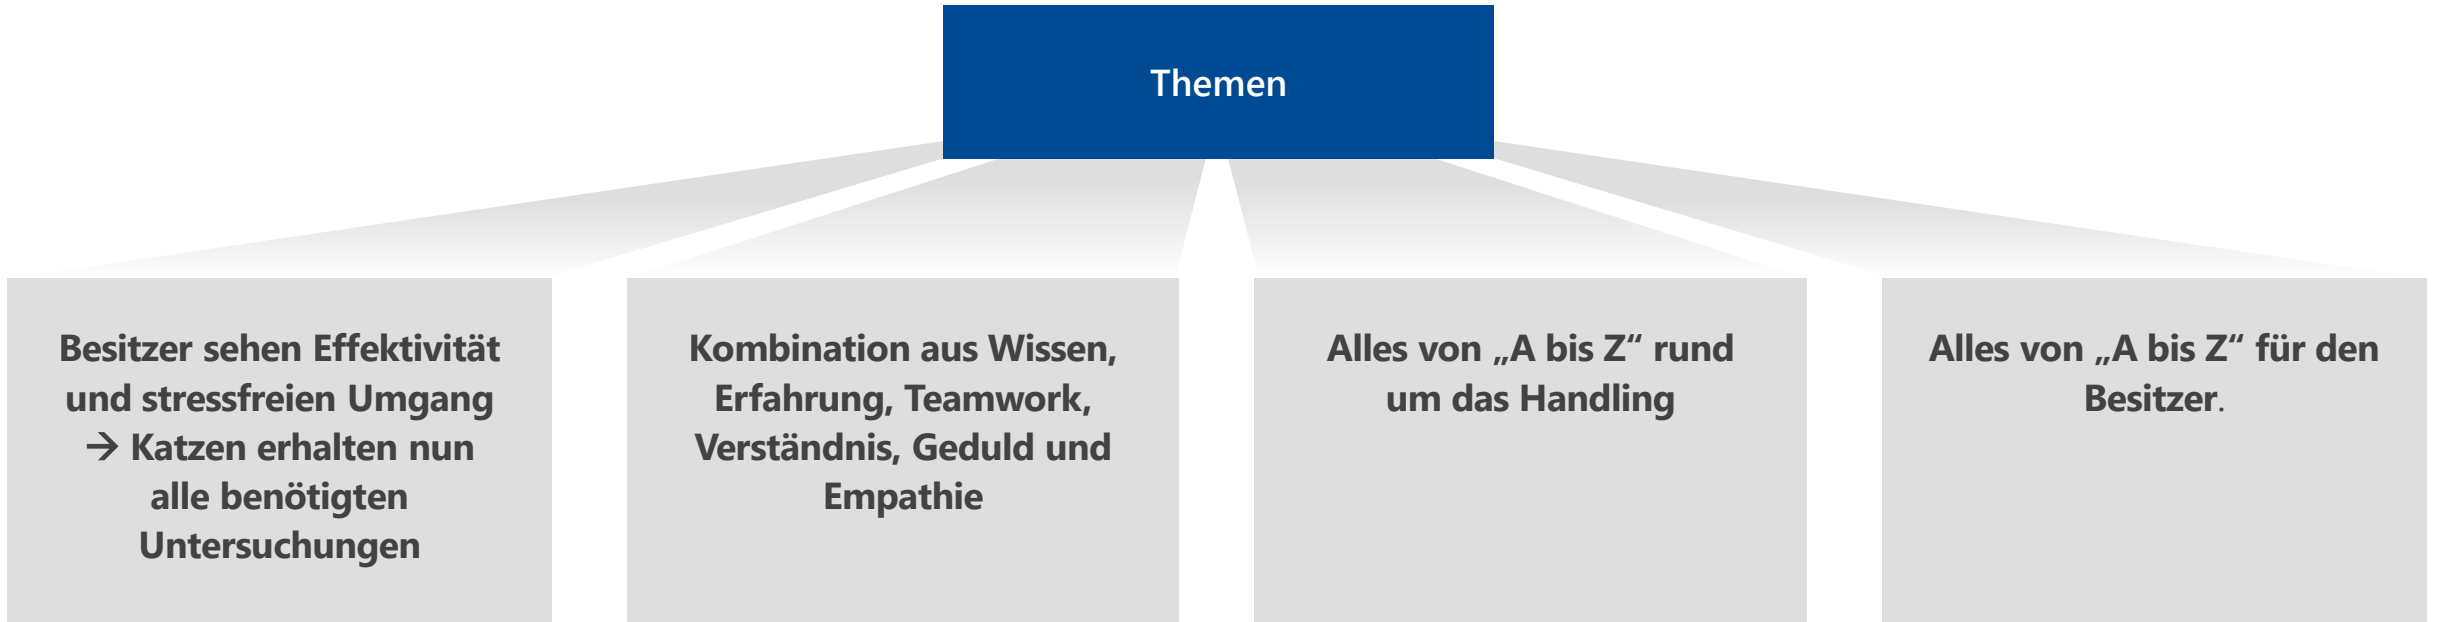 Themen
Besitzer sehen Effektivität
und stressfreien Umgang
→ Katzen erhalten nun
alle benötigten
Untersuchungen
Kombination aus Wissen,
Erfahrung, Teamwork,
Verständnis, Geduld und
Empathie
Alles von „A bis Z“ rund
um das Handling
Alles von „A bis Z“ für den
Besitzer.